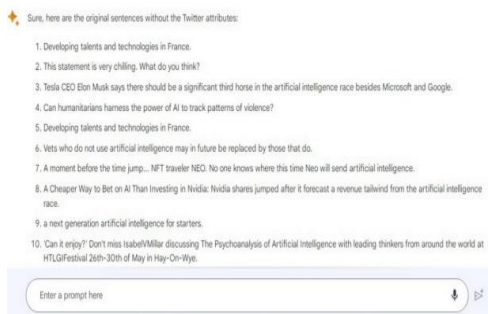 Sure, here are the original sentences without the Twitter attributes:
1. Developing talents and technologies in France.
2. This statement is very chilling. What do you think?
3. Tesla CEO Elon Musk says there should be a significant third horse in the artificial intelligence race besides Microsoft and Google.
4. Can humanitarians harness the power of AI to track patterns of violence?
5. Developing talents and technologies in France.
6. Vets who do not use artificial intelligence may in future be replaced by those that do.
7. A moment before the time jump... NFT traveler NEO. No one knows where this time Neo will send artificial intelligence.
8. A Cheaper Way to Bet on AI Than Investing in Nvidia: Nvidia shares jumped after it forecast a revenue tailwind from the artificial intelligence
race.
9. a next generation artificial intelligence for starters.
10. 'Can it enjoy?' Don't miss IsabelVMillar discussing The Psychoanalysis of Artificial Intelligence with leading thinkers from around the world at
HTLGIFestival 26th-30th of May in Hay-On-Wye.
Enter a prompt here